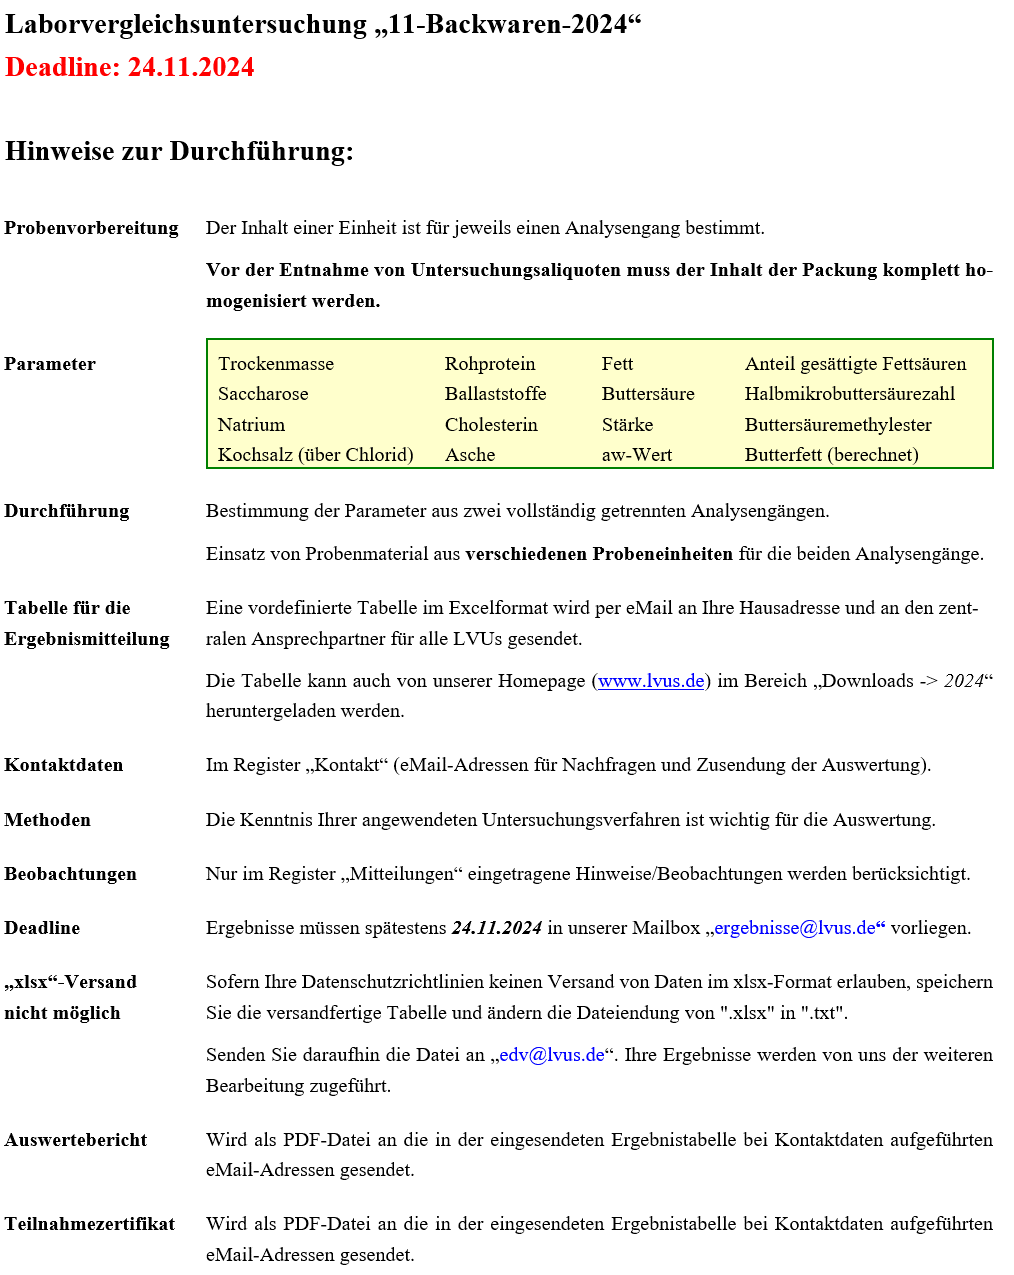 Laborvergleichsuntersuchung „11-Backwaren-2024“
Deadline: 24.11.2024
Hinweise zur Durchführung:
Probenvorbereitung Der Inhalt einer Einheit ist für jeweils einen Analysengang bestimmt.
Vor der Entnahme von Untersuchungsaliquoten muss der Inhalt der Packung komplett ho-
mogenisiert werden.
Parameter Trockenmasse Rohprotein Fett Anteil gesättigte Fettsäuren
Saccharose Ballaststoffe Buttersäure Halbmikrobuttersäurezahl
Natrium Cholesterin Stärke Buttersäuremethylester
Kochsalz (über Chlorid) Asche aw-Wert Butterfett (berechnet)
Durchführung Bestimmung der Parameter aus zwei vollständig getrennten Analysengängen.
Einsatz von Probenmaterial aus verschiedenen Probeneinheiten für die beiden Analysengänge.
Tabelle für die Eine vordefinierte Tabelle im Excelformat wird per eMail an Ihre Hausadresse und an den zent-
Ergebnismitteilung ralen Ansprechpartner für alle LVUs gesendet.
Die Tabelle kann auch von unserer Homepage (www.lvus.de) im Bereich „Downloads -> 2024“
heruntergeladen werden.
Kontaktdaten Im Register „Kontakt“ (eMail-Adressen für Nachfragen und Zusendung der Auswertung).
Methoden Die Kenntnis Ihrer angewendeten Untersuchungsverfahren ist wichtig für die Auswertung.
Beobachtungen Nur im Register „Mitteilungen“ eingetragene Hinweise/Beobachtungen werden berücksichtigt.
Deadline Ergebnisse müssen spätestens 24.11.2024 in unserer Mailbox „ergebnisse@lvus.de“ vorliegen.
„xlsx“-Versand Sofern Ihre Datenschutzrichtlinien keinen Versand von Daten im xlsx-Format erlauben, speichern
nicht möglich Sie die versandfertige Tabelle und ändern die Dateiendung von ".xlsx" in ".txt".
Senden Sie daraufhin die Datei an „edv@lvus.de“. Ihre Ergebnisse werden von uns der weiteren
Bearbeitung zugeführt.
Auswertebericht Wird als PDF-Datei an die in der eingesendeten Ergebnistabelle bei Kontaktdaten aufgeführten
eMail-Adressen gesendet.
Teilnahmezertifikat Wird als PDF-Datei an die in der eingesendeten Ergebnistabelle bei Kontaktdaten aufgeführten
eMail-Adressen gesendet.